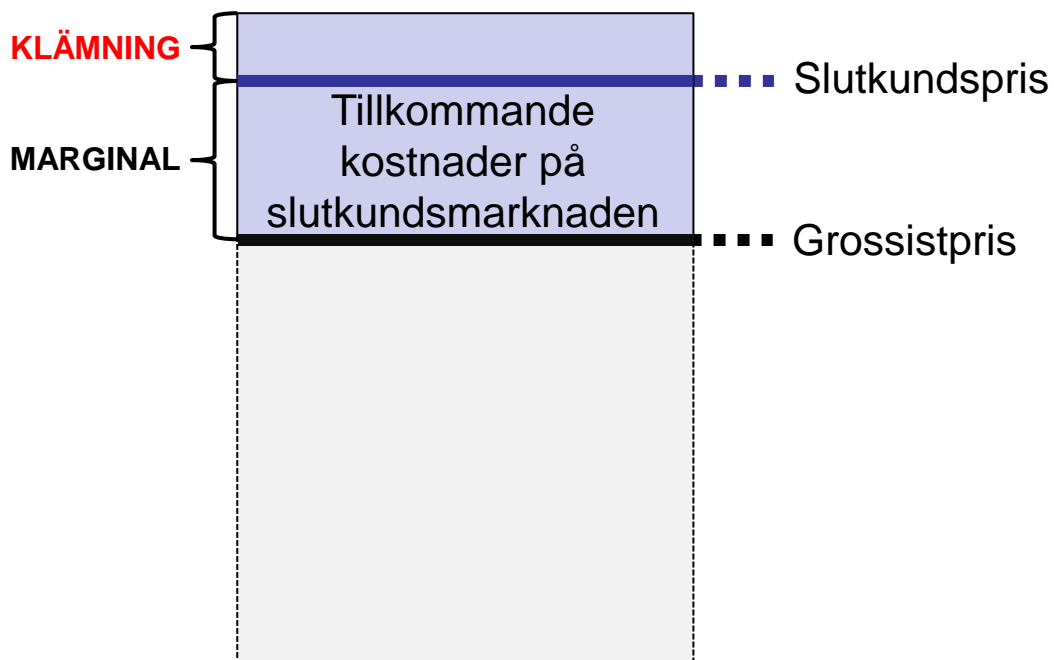 KLÄMNING
Slutkundspris
Tillkommande
kostnader på
slutkundsmarknaden
MARGINAL
Grossistpris